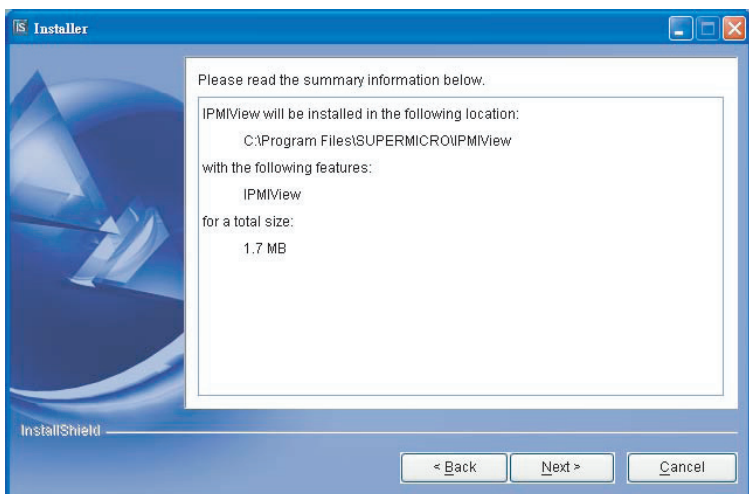 Installer
Please read the summary information below.
IPMIView will be installed in the following location:
C:\Program Files\SUPERMICRO\IPMIView
with the following features:
IPMIView
for a total size:
1.7 MB
InstallShield
< Back Next > Cancel